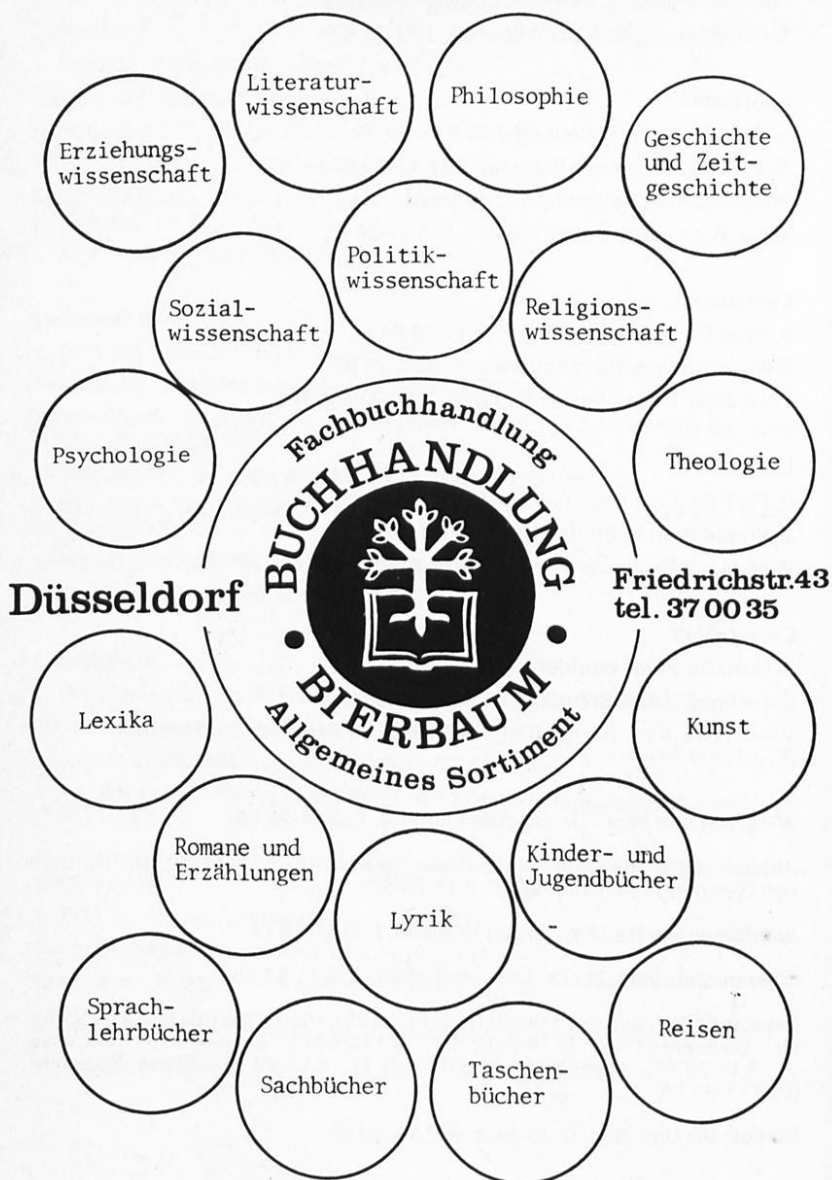 Literatur-
wissenschaft
Philosophie
Erziehungs-
wissenschaft
Geschichte
und Zeit-
geschichte
Politik-
wissenschaft
Sozial-
wissenschaft
Religions-
wissenschaft
Psychologie
Theologie
Fachbuchhandlung
BUCHHANDLUNG
Düsseldorf
Friedrichstr.43
tel. 37 00 35
• BIERBAUM •
Allgemeines Sortiment
Lexika
Kunst
Romane und
Erzählungen
Kinder- und
Jugendbücher
Lyrik
Sprach-
lehrbücher
Reisen
Sachbücher
Taschen-
bücher